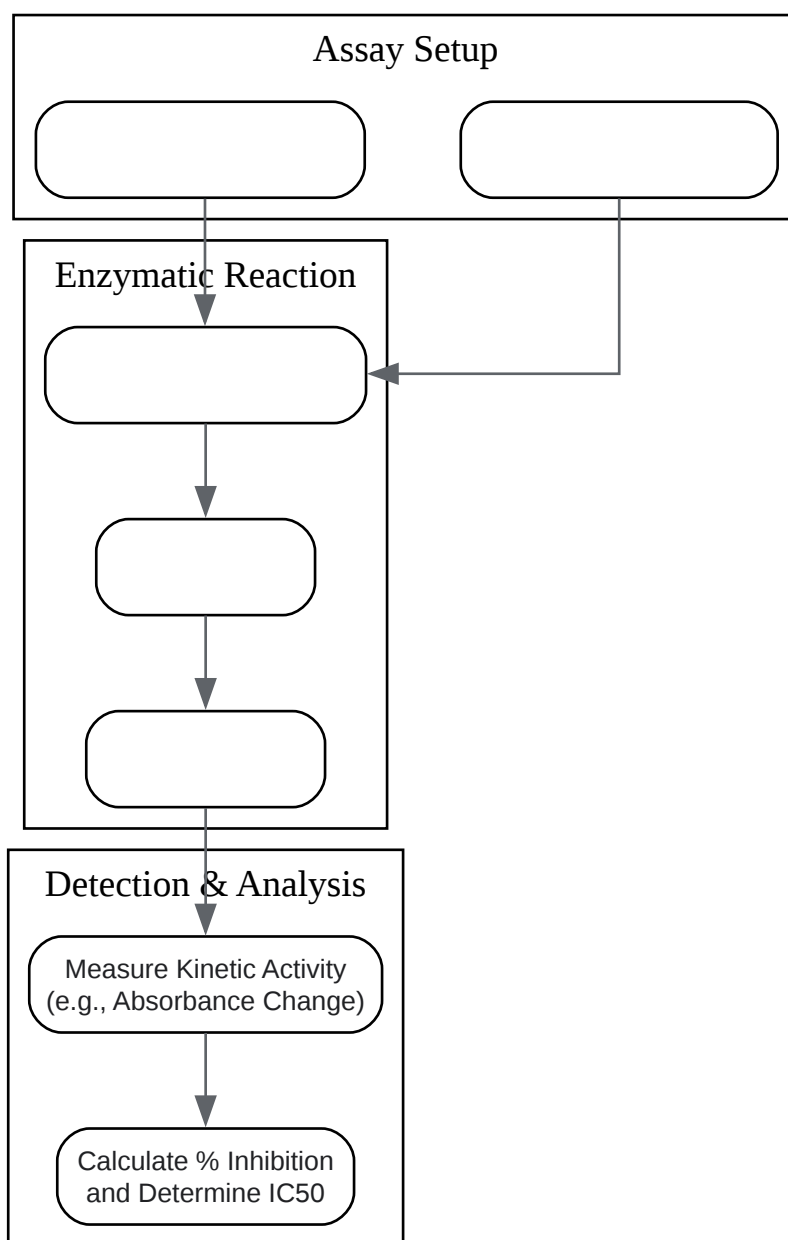 Assay Setup
Enzymatic Reaction
Detection & Analysis
Measure Kinetic Activity
(e.g., Absorbance Change)
Calculate % Inhibition
and Determine IC50